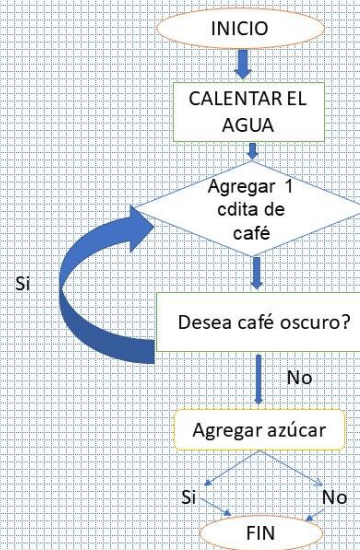 INICIO
CALENTAR EL
AGUA
Agregar 1
cdita de
café
Si
Desea café oscuro?
No
Agregar azúcar
Si
No
FIN